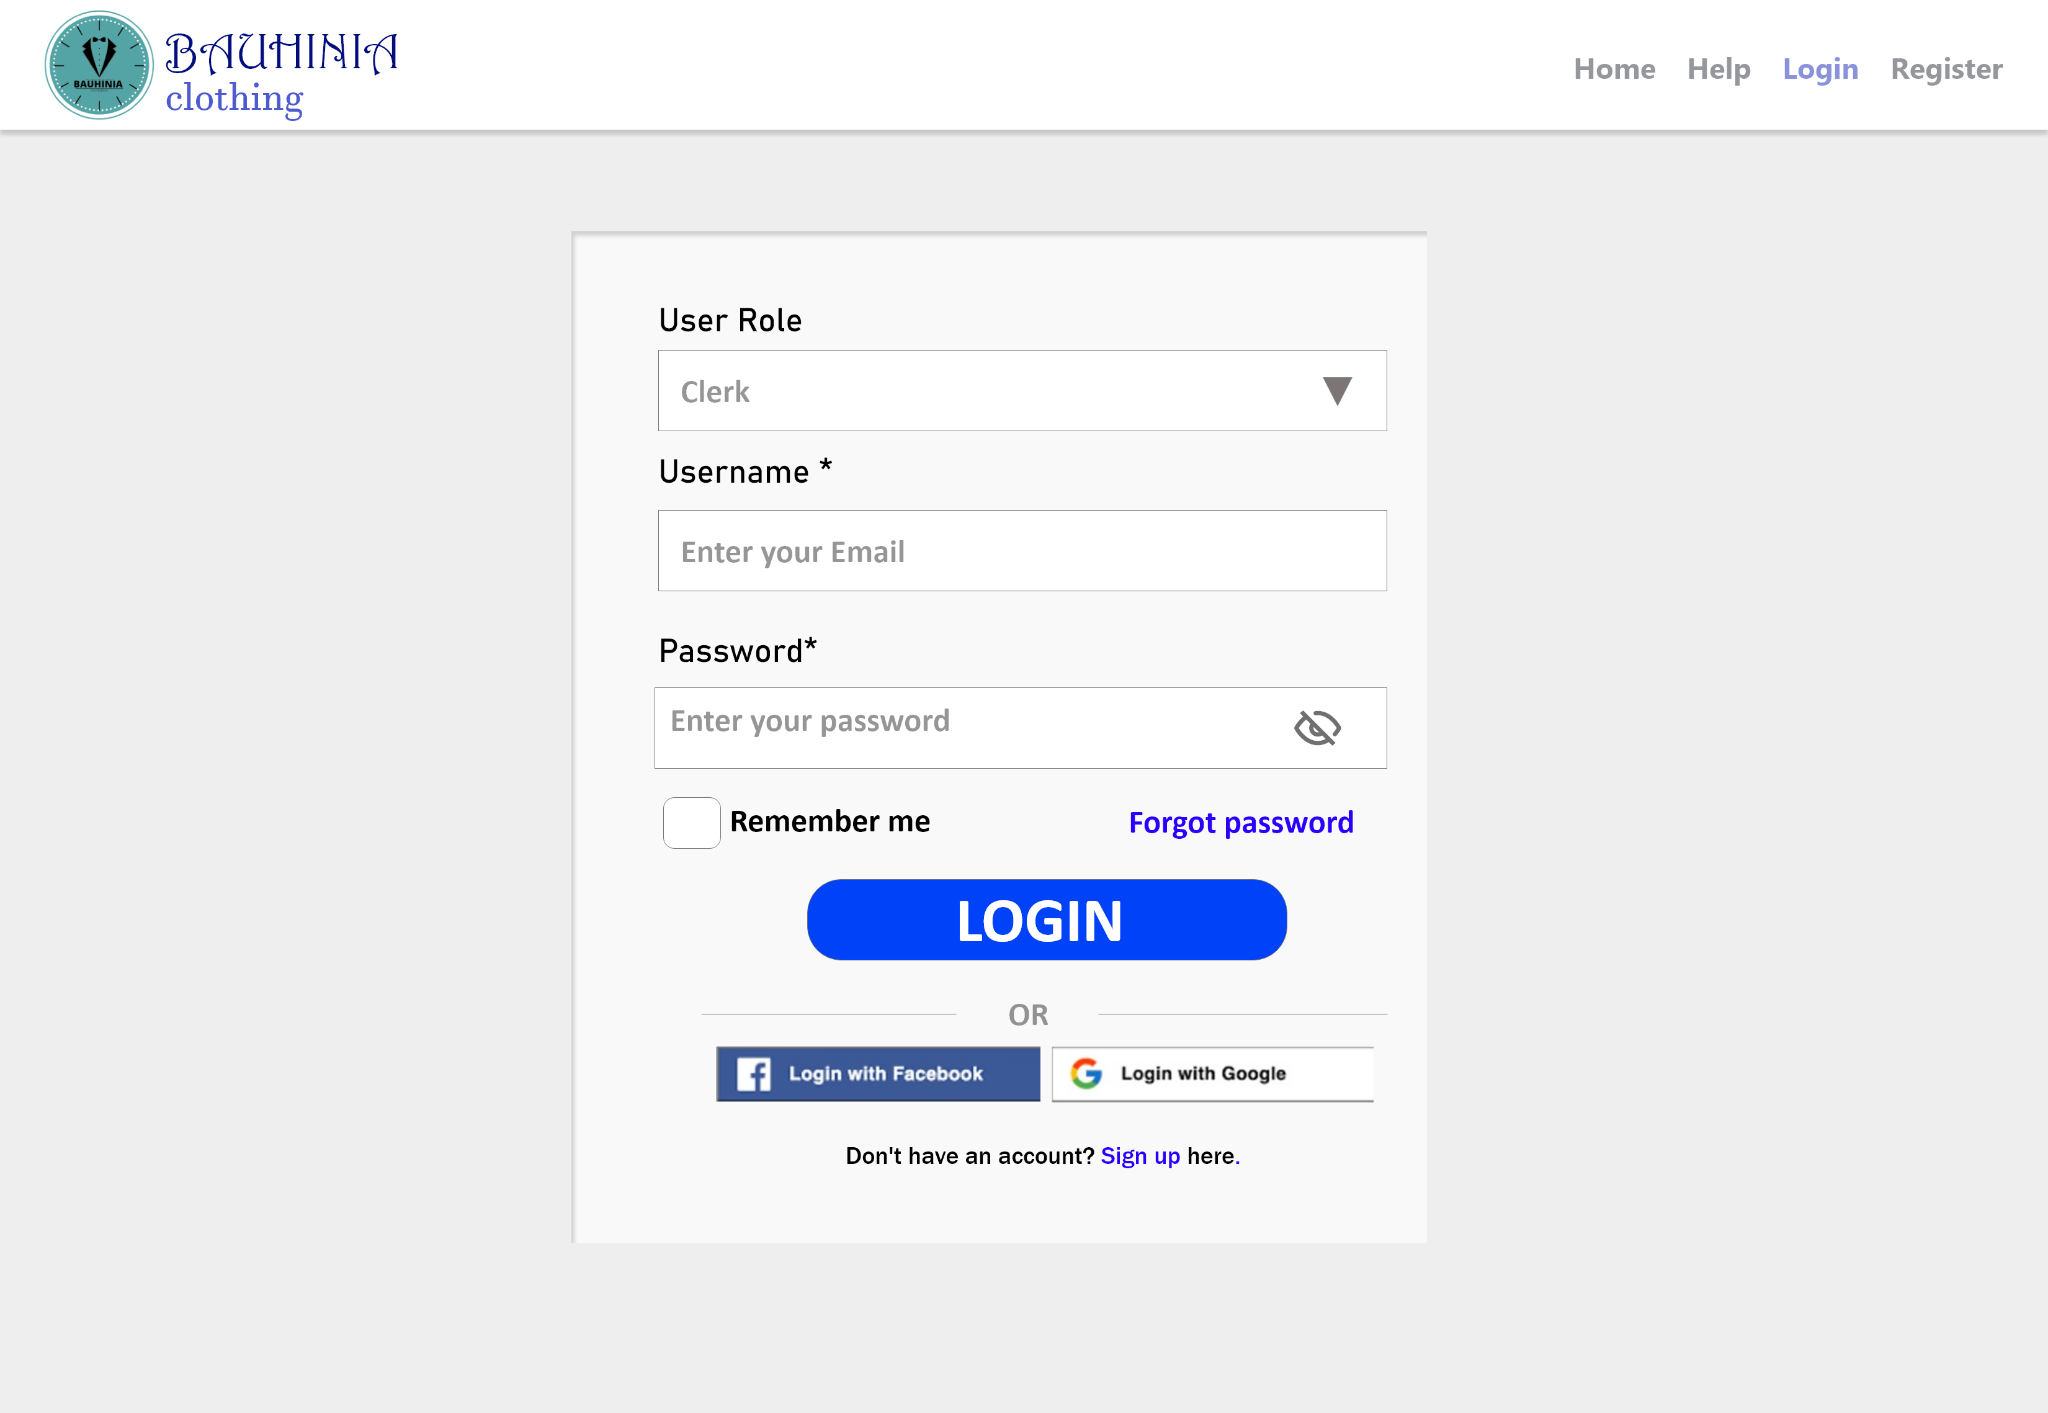 BAUHINIA
BAUHINIA
clothing
Home Help Login Register
User Role
Clerk
Username *
Enter your Email
Password*
Enter your password
Remember me Forgot password
LOGIN
OR
Login with Facebook Login with Google
Don't have an account? Sign up here.